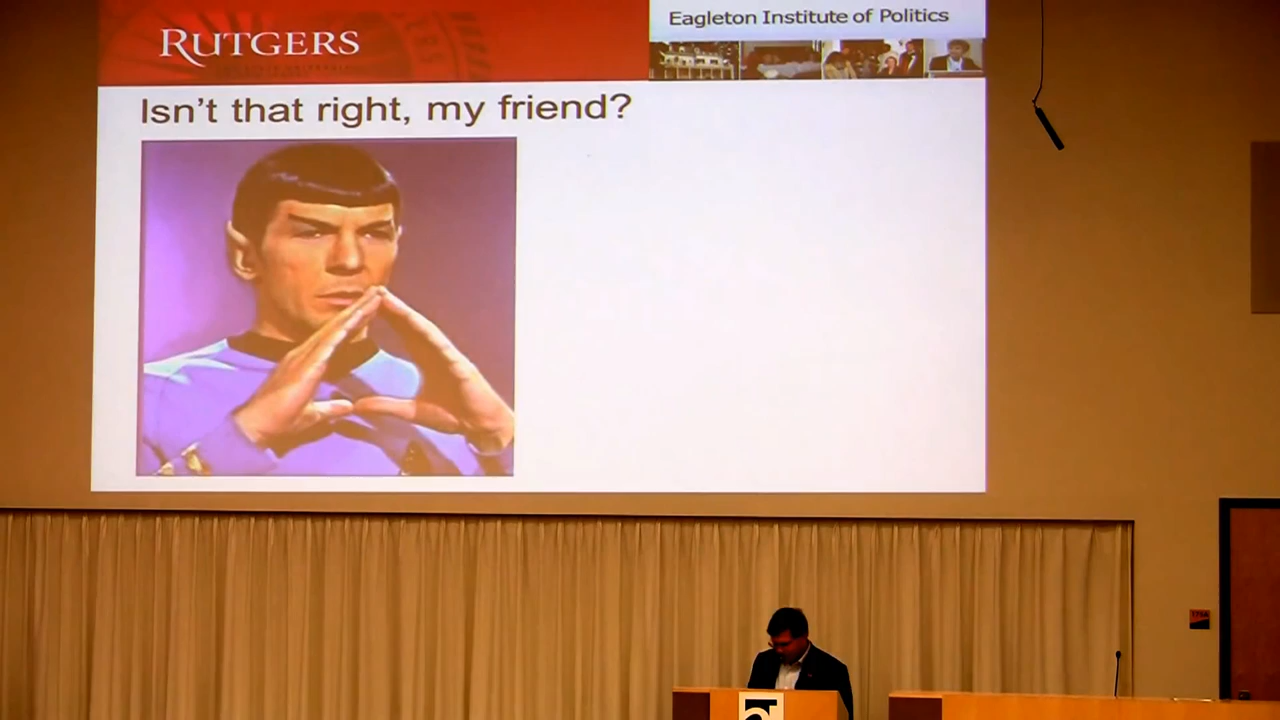 RUTGERS
Eagleton Institute of Politics
Isn't that right, my friend?